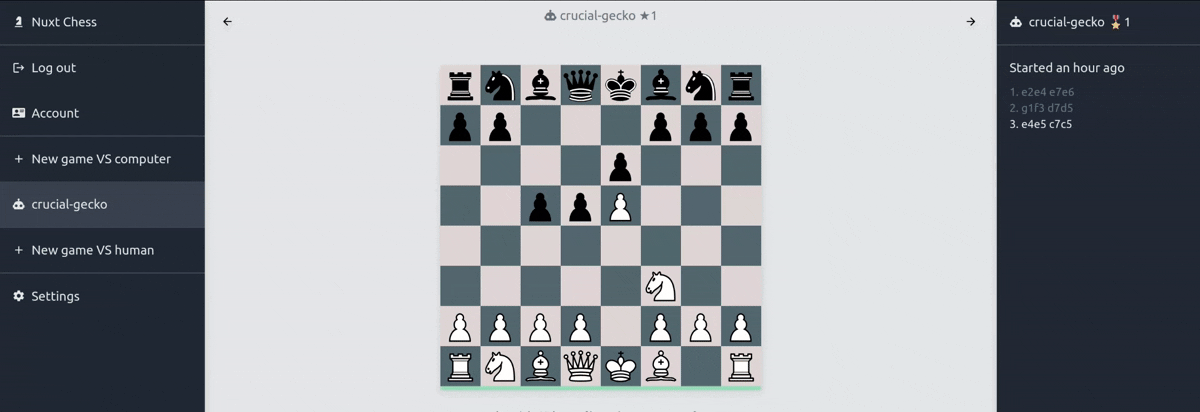 Nuxt Chess
Log out
Account
+ New game VS computer
crucial-gecko
+ New game VS human
Settings
← crucial-gecko ★1 →
crucial-gecko 🎖1
Started an hour ago
1. e2e4 e7e6
2. g1f3 d7d5
3. e4e5 c7c5